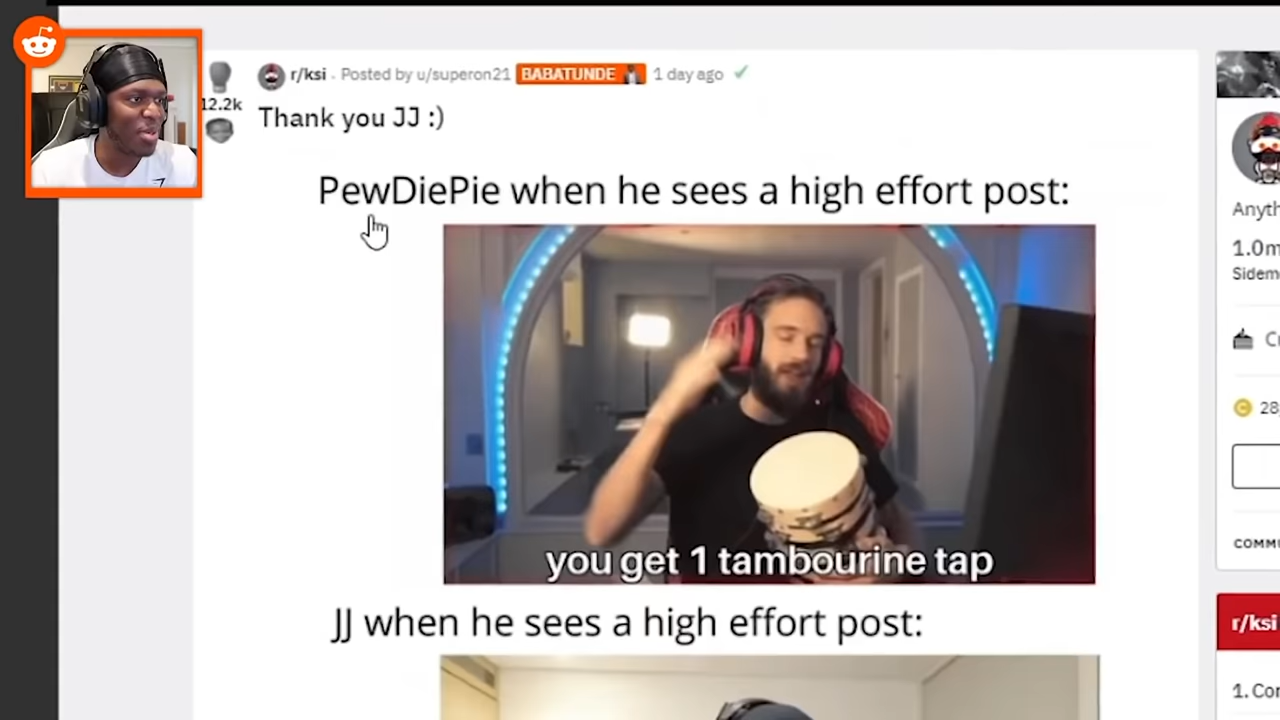 r/ksi · Posted by u/superon21 BABATUNDE 1 day ago
12.2k
Thank you JJ :)
PewDiePie when he sees a high effort post:
you get 1 tambourine tap
JJ when he sees a high effort post:
Anyth
1.0m
Sidem
28
COMMU
r/ksi
1. Con